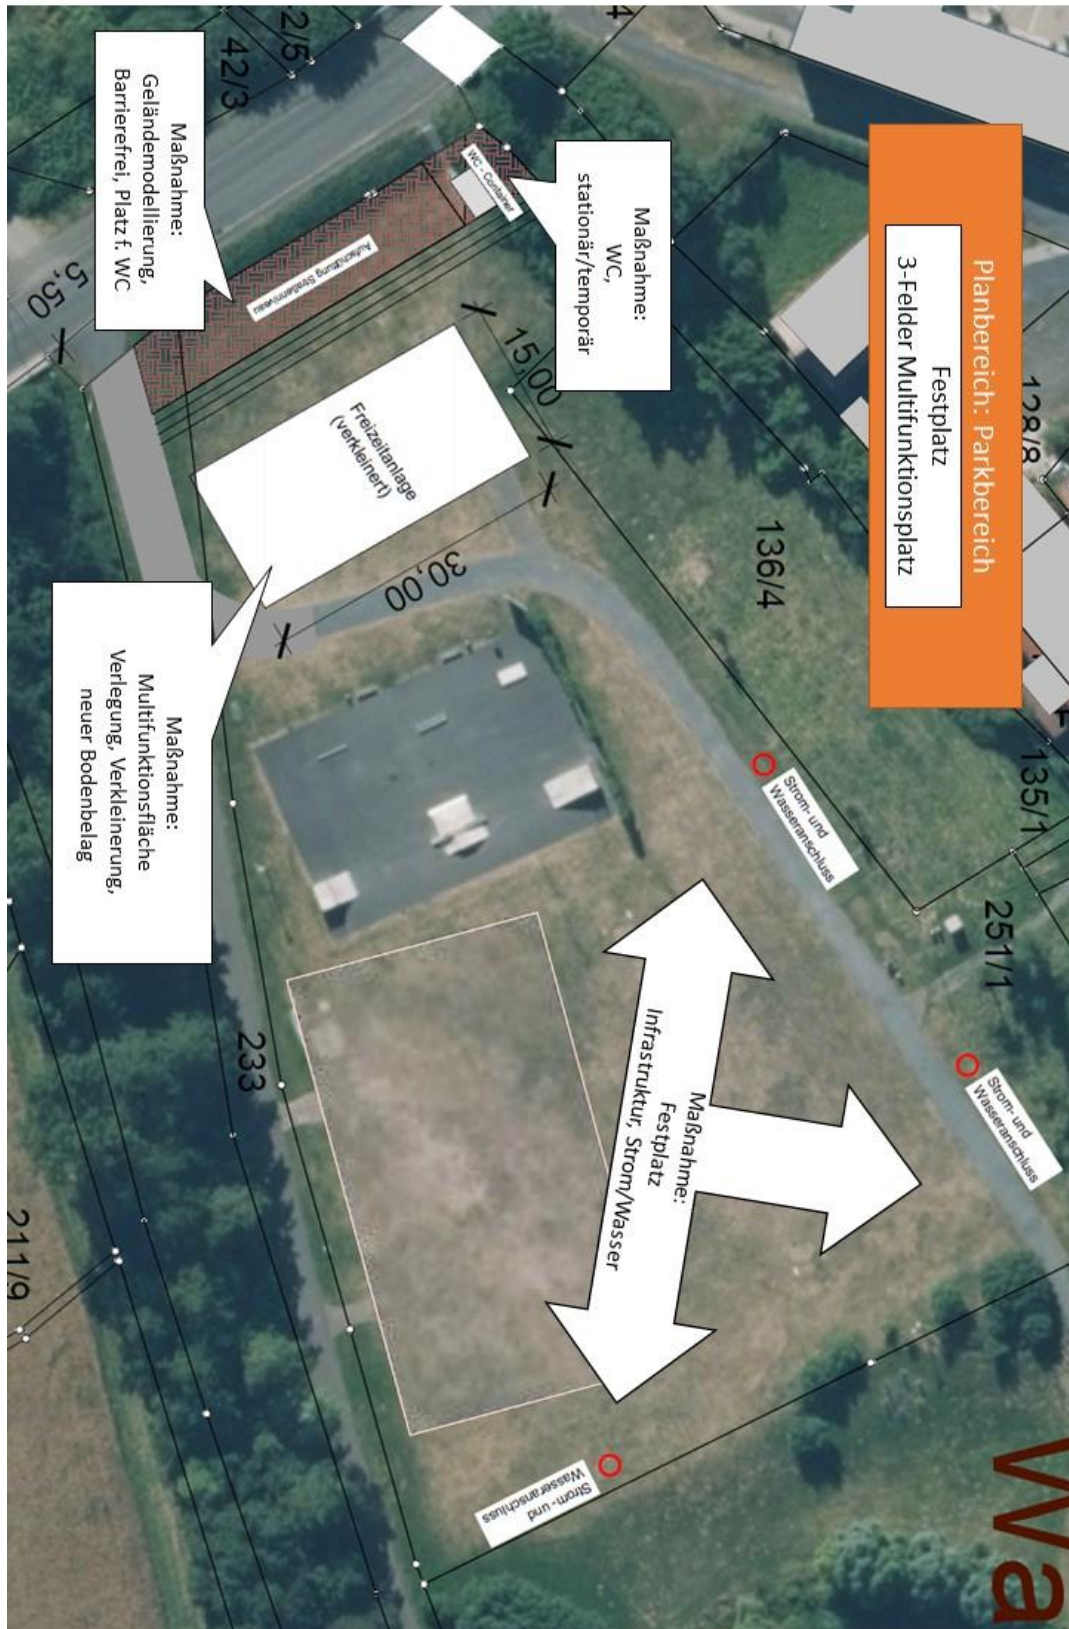 Planbereich: Parkbereich
Festplatz
3-Felder Multifunktionsplatz
Maßnahme:
WC,
stationär/temporär
Maßnahme:
Geländemodellierung,
Barrierefrei, Platz f. WC
WC - Container
Aufschüttung Straßenniveau
Freizeitanlage
(verkleinert)
15,00
30,00
5,50
Maßnahme:
Multifunktionsfläche
Verlegung, Verkleinerung,
neuer Bodenbelag
Maßnahme:
Festplatz
Infrastruktur, Strom/Wasser
Strom- und
Wasseranschluss
Strom- und
Wasseranschluss
Strom- und
Wasseranschluss
42/3
2/5
4
128/8
136/4
135/1
251/1
233
211/9
Wa